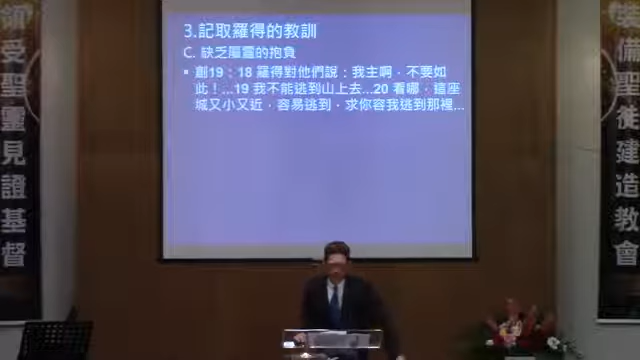 3.記取羅得的教訓
C. 缺乏屬靈的抱負
▪ 創19：18 羅得對他們說：我主啊，不要如
此！...19 我不能逃到山上去...20 看哪，這座
城又小又近，容易逃到，求你容我逃到那裡...
領受聖靈見證基督
裝備聖徒建造教會